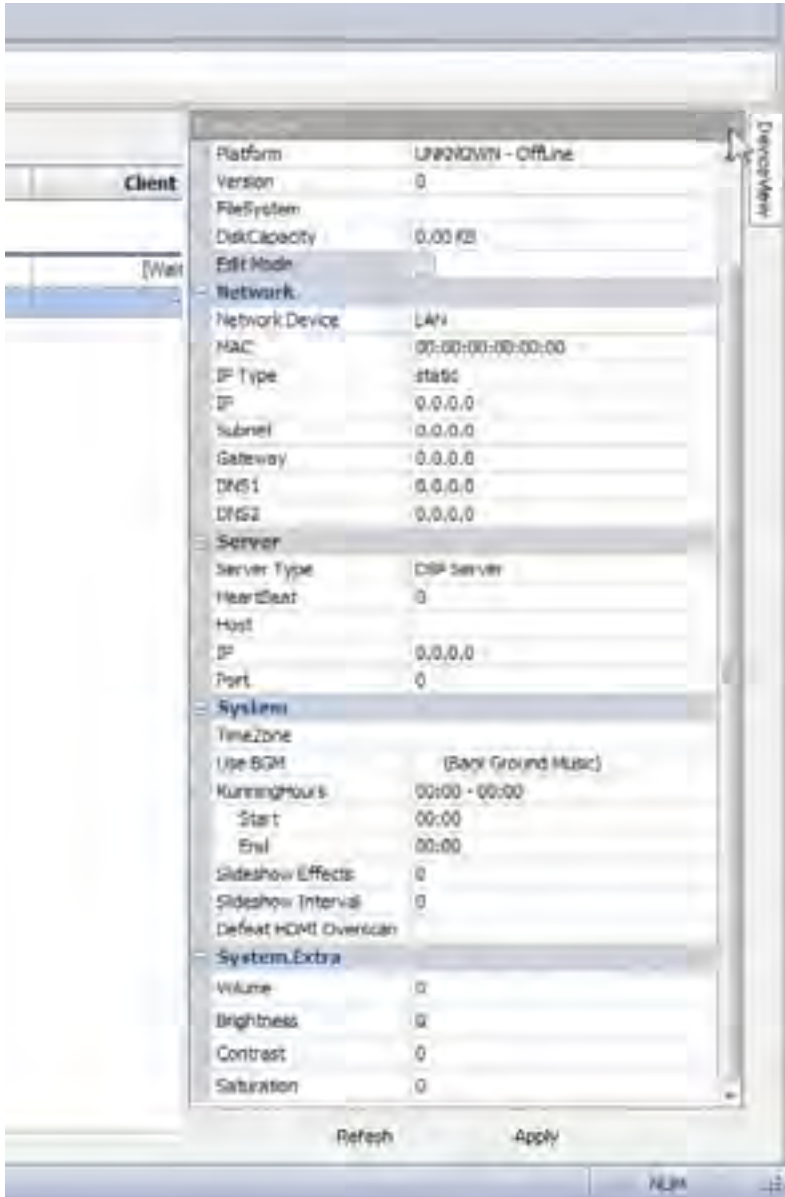 DeviceView
Platform UNKNOWN - OffLine
Client Version 0
FileSystem
DiskCapacity 0.00 KB
[Wait Edit Mode
Network
Network Device LAN
MAC 00:00:00:00:00:00
IP Type static
IP 0.0.0.0
Subnet 0.0.0.0
Gateway 0.0.0.0
DNS1 0.0.0.0
DNS2 0.0.0.0
Server
Server Type DSP Server
HeartBeat 0
Host
IP 0.0.0.0
Port 0
System
TimeZone
Use BGM (Back Ground Music)
RunningHours 00:00 - 00:00
Start 00:00
End 00:00
Slideshow Effects 0
Slideshow Interval 0
Defeat HDMI Overscan
System.Extra
Volume 0
Brightness 0
Contrast 0
Saturation 0
Refesh Apply
NUM